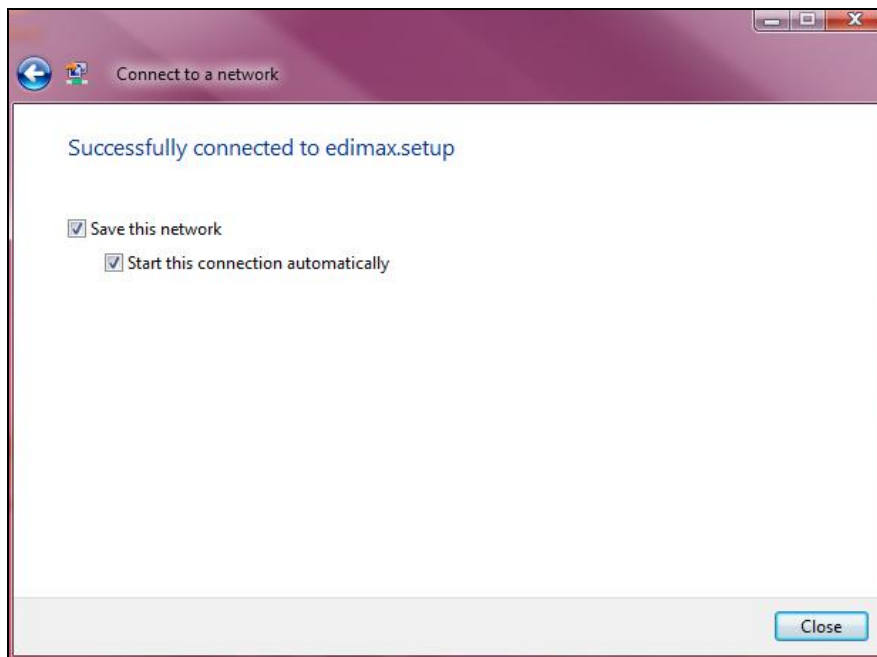 Connect to a network
Successfully connected to edimax.setup
Save this network
Start this connection automatically
Close